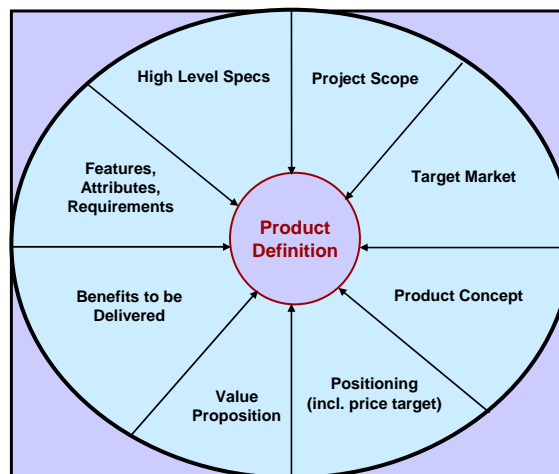 High Level Specs
Project Scope
Features,
Attributes,
Requirements
Target Market
Product
Definition
Benefits to be
Delivered
Product Concept
Value
Proposition
Positioning
(incl. price target)